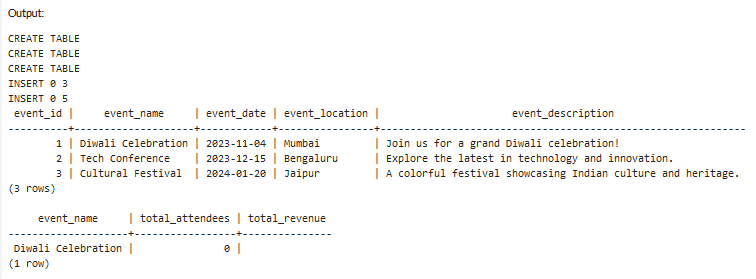 Output:
CREATE TABLE
CREATE TABLE
CREATE TABLE
INSERT 0 3
INSERT 0 5
 event_id |     event_name     | event_date | event_location |                      event_description
----------+--------------------+------------+----------------+----------------------------------------------------------
        1 | Diwali Celebration | 2023-11-04 | Mumbai         | Join us for a grand Diwali celebration!
        2 | Tech Conference    | 2023-12-15 | Bengaluru      | Explore the latest in technology and innovation.
        3 | Cultural Festival  | 2024-01-20 | Jaipur         | A colorful festival showcasing Indian culture and heritage.
(3 rows)
     event_name     | total_attendees | total_revenue
--------------------+-----------------+---------------
 Diwali Celebration |               0 |
(1 row)